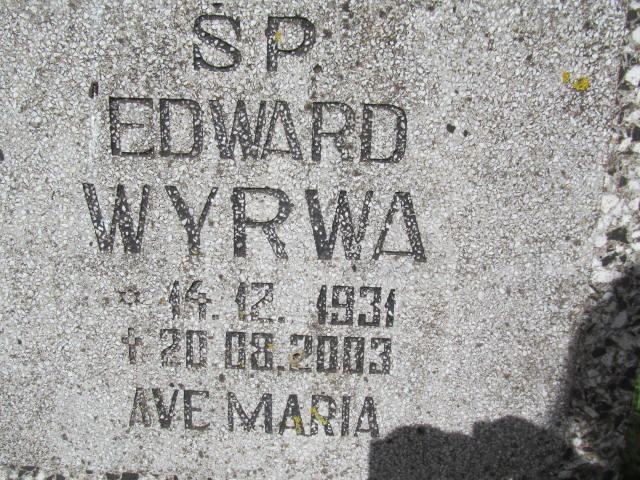 ŚP
EDWARD
WYRWA
* 14. 12. 1931
† 20.08.2003
AVE MARIA